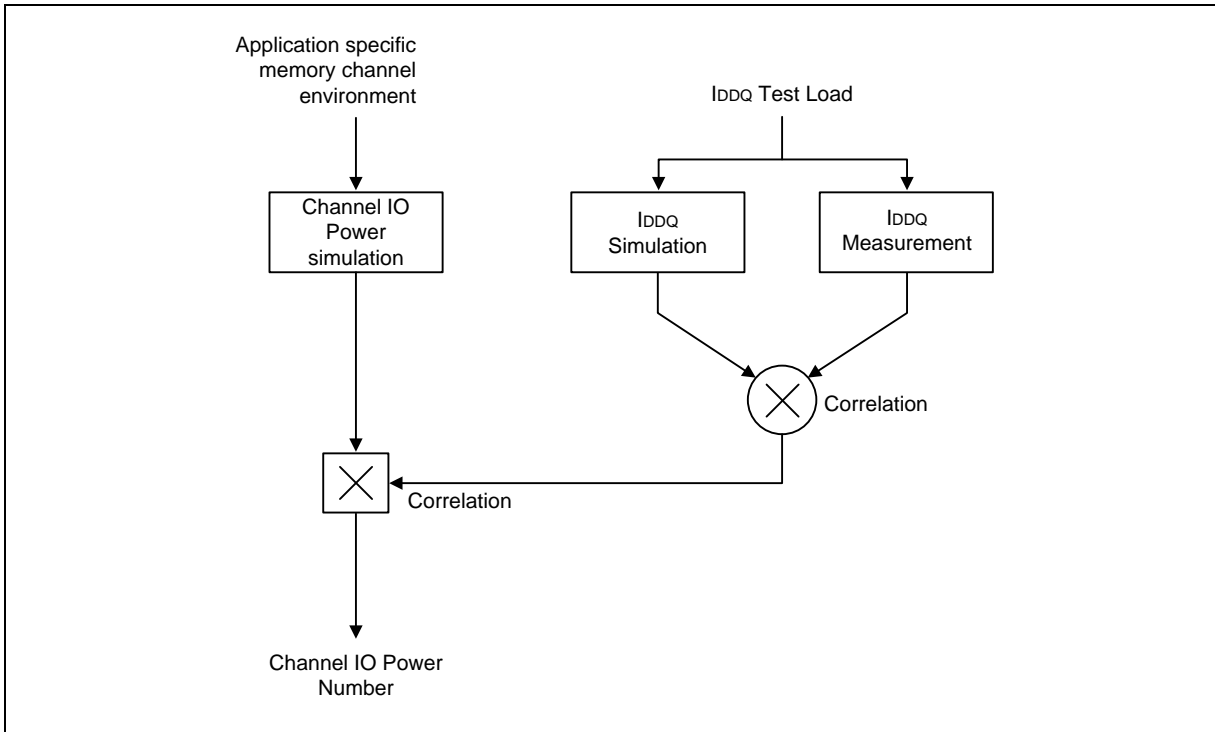 Application specific
memory channel
environment
IDDQ Test Load
Channel IO
Power
simulation
IDDQ
Simulation
IDDQ
Measurement
Correlation
Correlation
Channel IO Power
Number